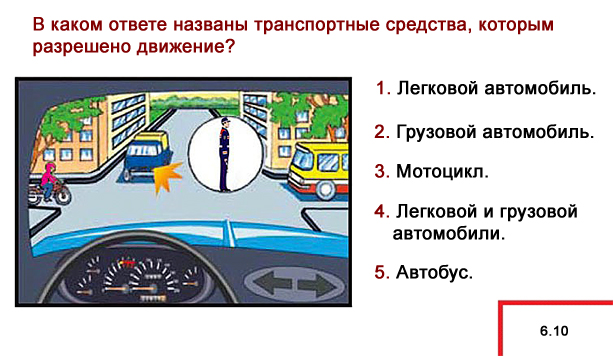 В каком ответе названы транспортные средства, которым
разрешено движение?
1. Легковой автомобиль.
2. Грузовой автомобиль.
3. Мотоцикл.
4. Легковой и грузовой
автомобили.
5. Автобус.
6.10